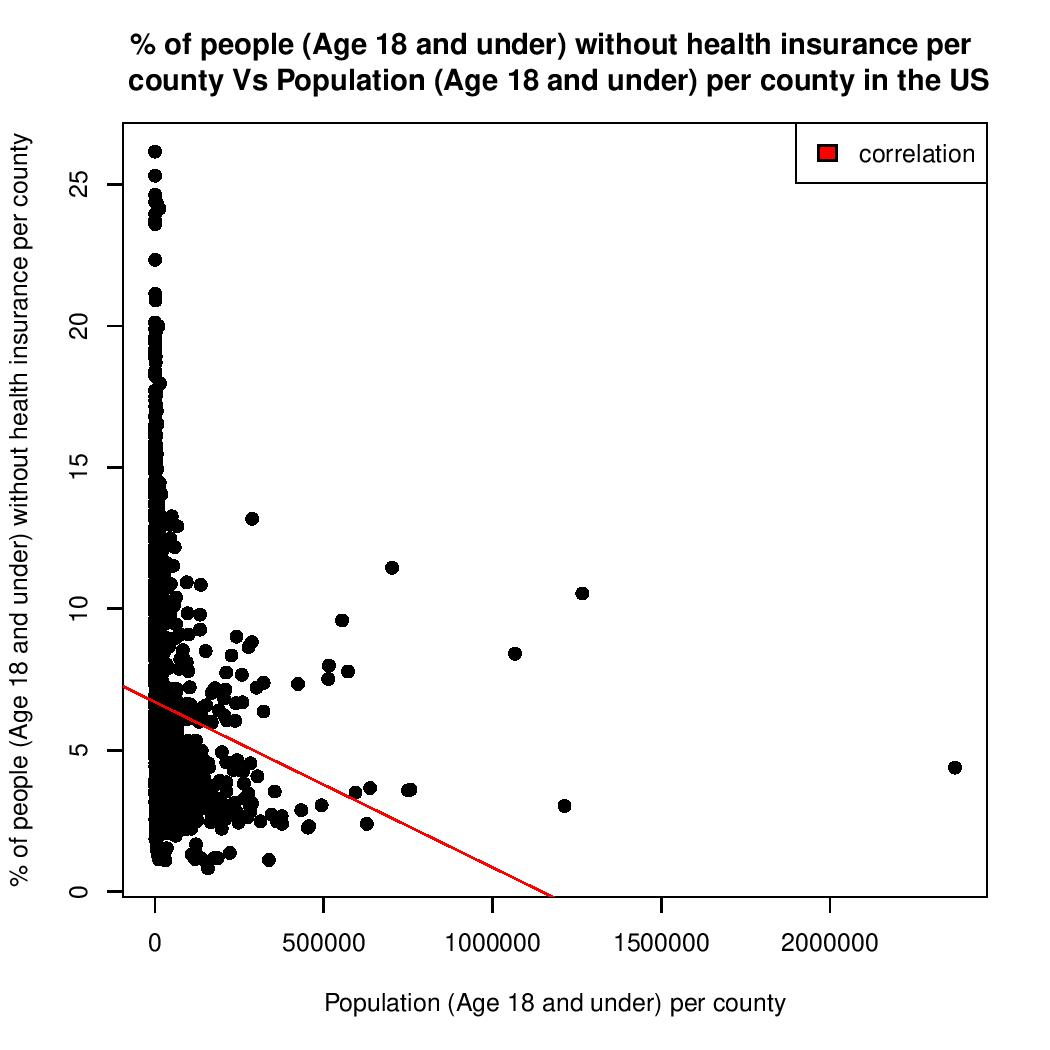 % of people (Age 18 and under) without health insurance per
county Vs Population (Age 18 and under) per county in the US
correlation
% of people (Age 18 and under) without health insurance per county
25
20
15
10
5
0
0 500000 1000000 1500000 2000000
Population (Age 18 and under) per county